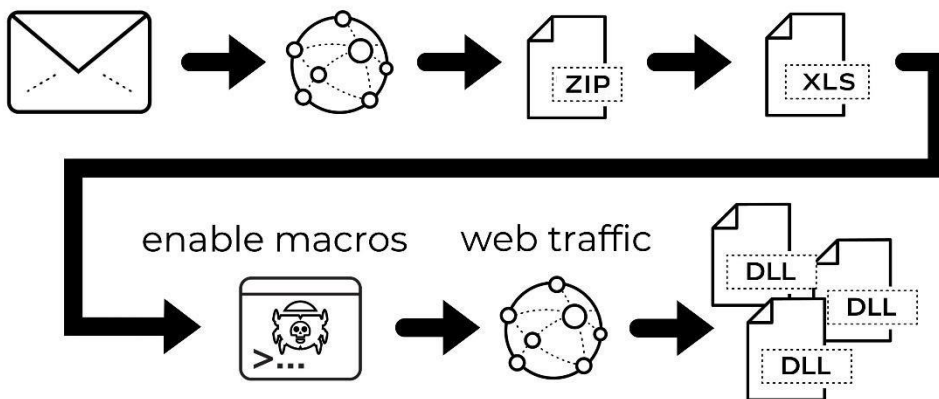 ZIP
XLS
enable macros
web traffic
>...
DLL
DLL
DLL